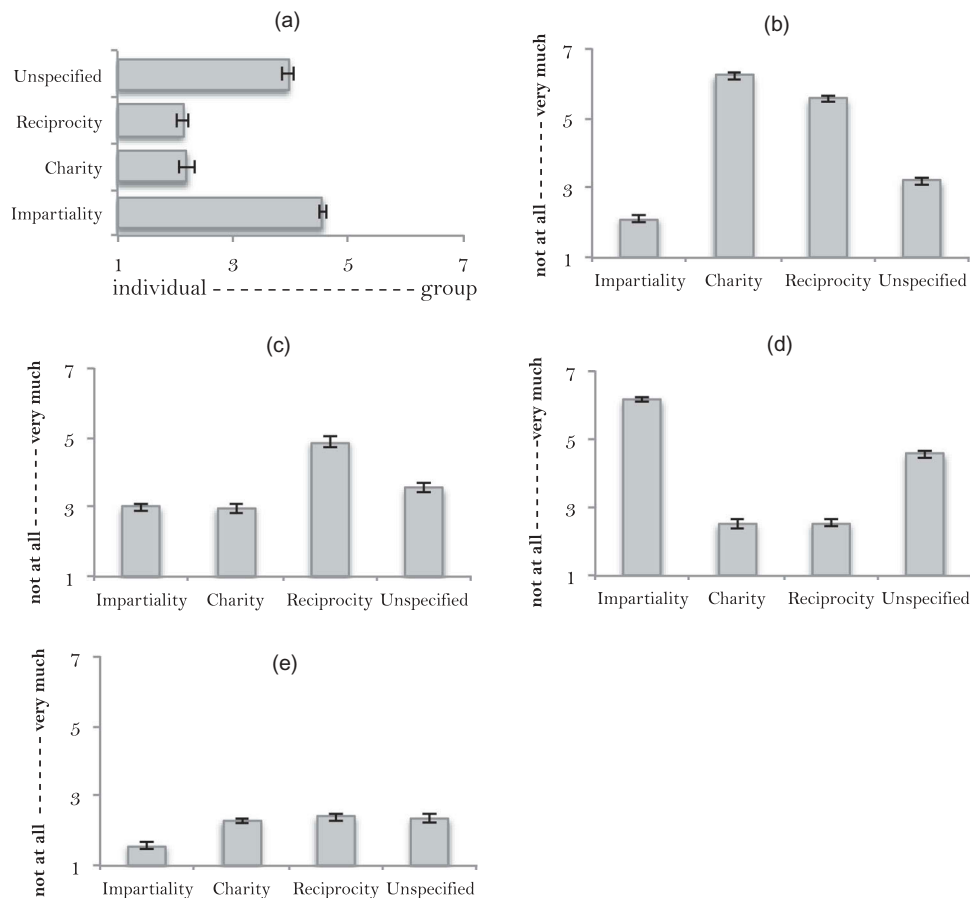 (a)
Unspecified
Reciprocity
Charity
Impartiality
1 3 5 7
individual - - - - - - - - - - - - - - - - - - group
(b)
not at all - - - - - - - very much
7
5
3
1
Impartiality Charity Reciprocity Unspecified
(c)
not at all - - - - - - - very much
7
5
3
1
Impartiality Charity Reciprocity Unspecified
(d)
not at all - - - - - - -very much
7
5
3
1
Impartiality Charity Reciprocity Unspecified
(e)
not at all - - - - - - - very much
7
5
3
1
Impartiality Charity Reciprocity Unspecified